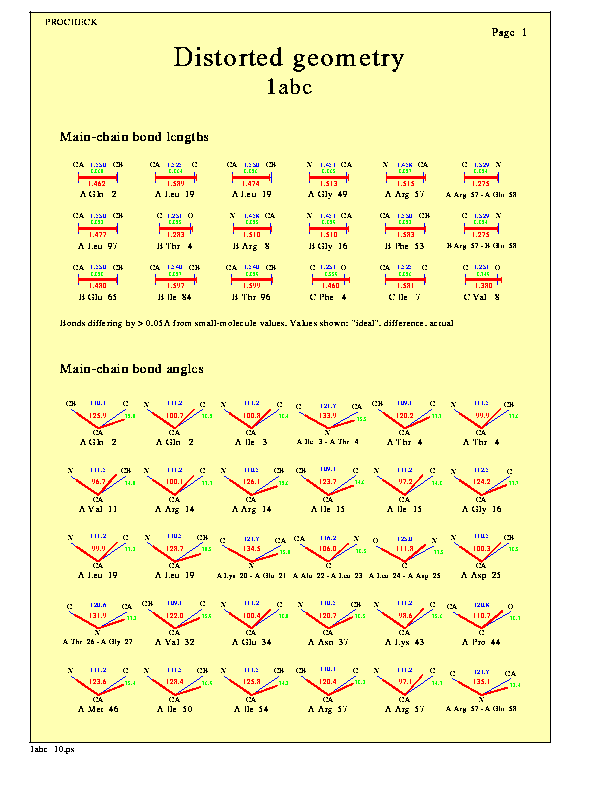 PROCHECK
Page 1
Distorted geometry
1abc
Main-chain bond lengths
CA 1.530 CB CA 1.525 C CA 1.530 CB N 1.451 CA N 1.458 CA C 1.329 N
1.462 1.589 1.474 1.513 1.515 1.275
A Gln 2 A Leu 19 A Leu 19 A Gly 49 A Arg 57 A Arg 57 - A Gln 58
CA 1.530 CB C 1.231 O N 1.458 CA N 1.451 CA CA 1.530 CB C 1.329 N
1.477 1.283 1.510 1.510 1.583 1.275
A Leu 97 B Thr 4 B Arg 8 B Gly 16 B Phe 53 B Arg 57 - B Gln 58
CA 1.530 CB CA 1.540 CB CA 1.540 CB C 1.231 O CA 1.525 C C 1.231 O
1.480 1.597 1.599 1.460 1.581 1.380
B Glu 65 B Ile 84 B Thr 96 C Phe 4 C Ile 7 C Val 8
Bonds differing by > 0.05A from small-molecule values. Values shown: "ideal", difference, actual
Main-chain bond angles
CB 110.1 C N 111.2 C N 111.2 C C 121.7 CA CB 109.1 C N 111.5 C
125.9 100.7 100.8 133.9 120.2 99.9
CA CA CA N CA CA
A Gln 2 A Gln 2 A Ile 3 A Ile 3 - A Thr 4 A Thr 4 A Thr 4
N 111.5 CB N 111.2 C N 110.5 CB CB 109.1 C N 111.2 C N 112.5 C
96.7 100.1 126.1 123.7 97.2 124.2
CA CA CA CA CA CA
A Val 11 A Arg 14 A Arg 14 A Ile 15 A Ile 15 A Gly 16
N 111.2 C N 110.5 CB C 121.7 CA CA 116.2 N O 123.0 N N 110.5 CB
99.9 128.7 134.5 106.0 111.8 100.3
CA CA N C C CA
A Leu 19 A Leu 19 A Lys 20 - A Glu 21 A Ala 22 - A Leu 23 A Leu 24 - A Asp 25 A Asp 25
C 120.6 CA CB 109.1 C N 111.2 C N 110.5 CB N 111.2 C CA 120.8 O
131.9 122.0 100.4 120.7 98.6 110.7
N CA CA CA CA C
A Thr 26 - A Gly 27 A Val 32 A Glu 34 A Asn 37 A Lys 43 A Pro 44
N 111.2 C N 111.5 CB N 111.5 CB CB 110.1 C N 111.2 C C 121.7 CA
123.6 128.4 125.8 120.4 97.1 135.1
CA CA CA CA CA N
A Met 46 A Ile 50 A Ile 54 A Arg 57 A Arg 57 A Arg 57 - A Gln 58
1abc_10.ps